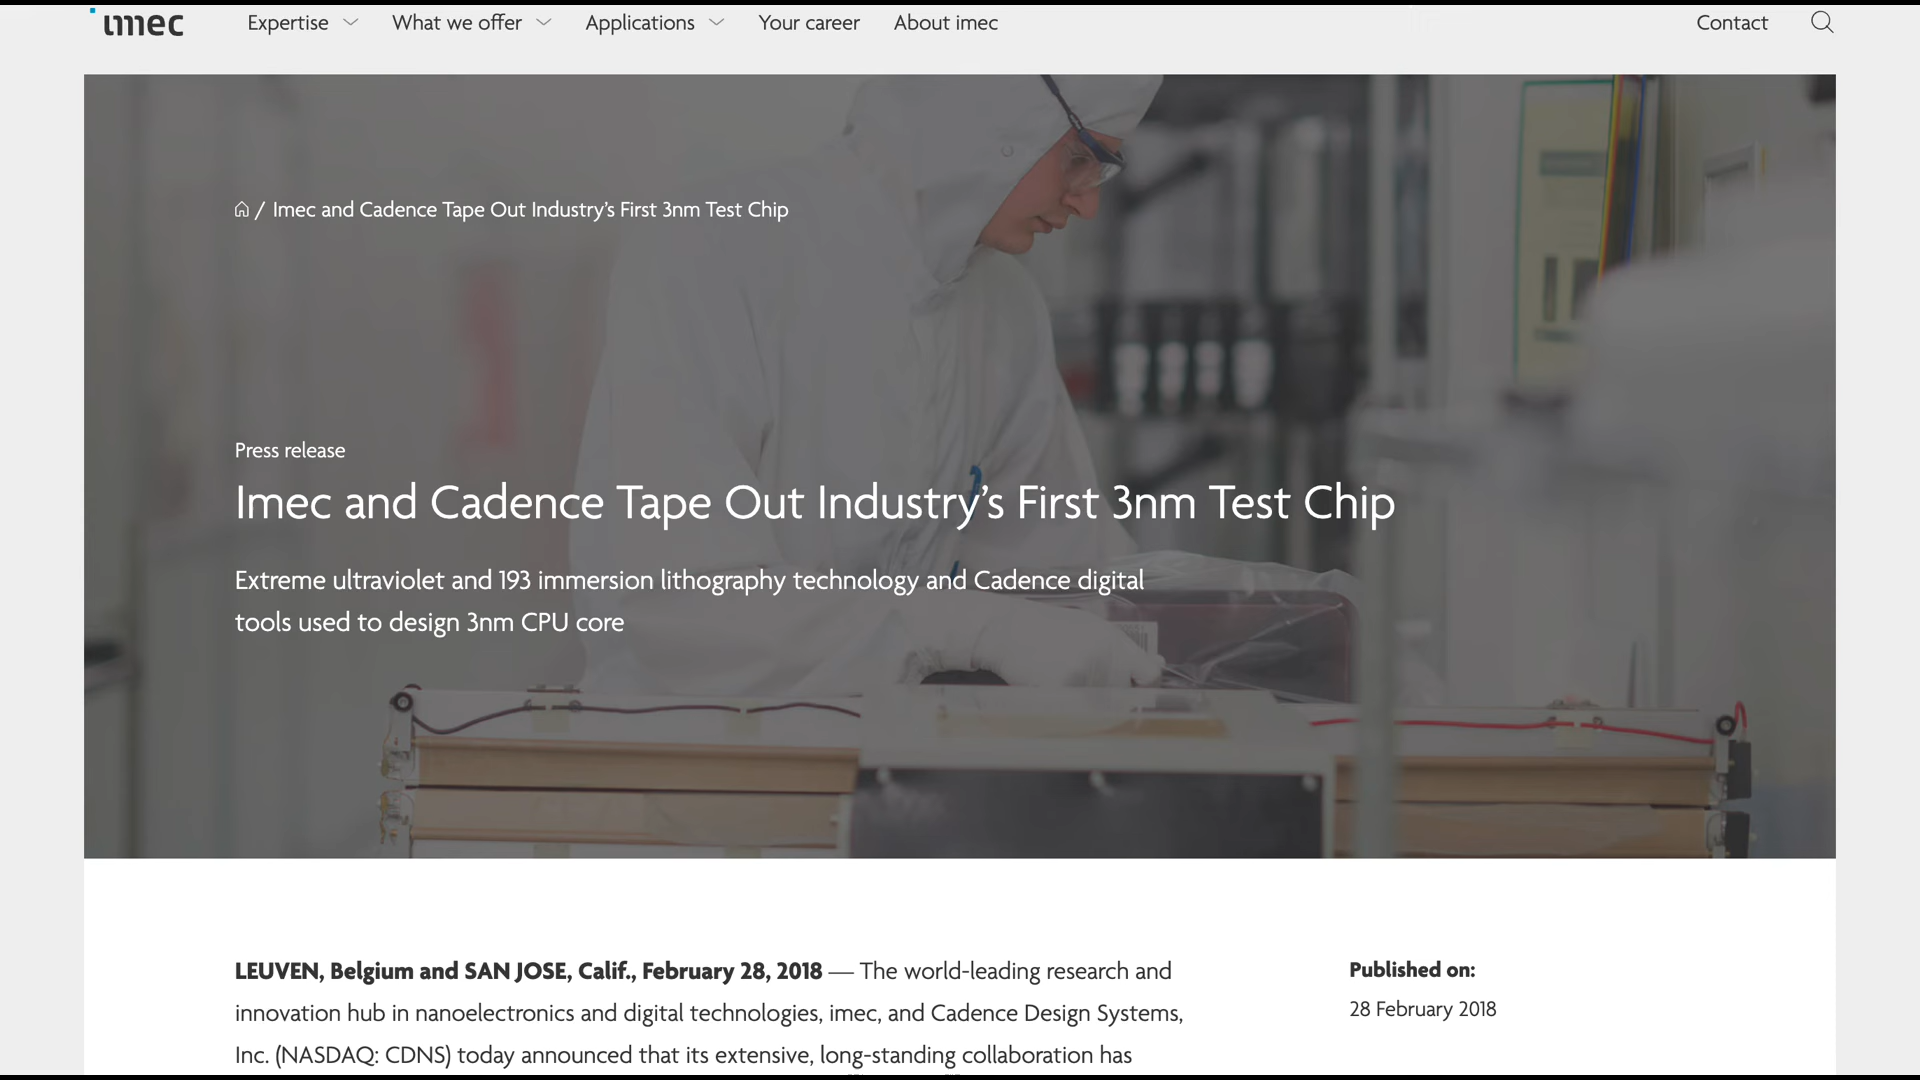 imec Expertise What we offer Applications Your career About imec Contact
/ Imec and Cadence Tape Out Industry’s First 3nm Test Chip
Press release
Imec and Cadence Tape Out Industry’s First 3nm Test Chip
Extreme ultraviolet and 193 immersion lithography technology and Cadence digital
tools used to design 3nm CPU core
LEUVEN, Belgium and SAN JOSE, Calif., February 28, 2018 — The world-leading research and
innovation hub in nanoelectronics and digital technologies, imec, and Cadence Design Systems,
Inc. (NASDAQ: CDNS) today announced that its extensive, long-standing collaboration has
Published on:
28 February 2018